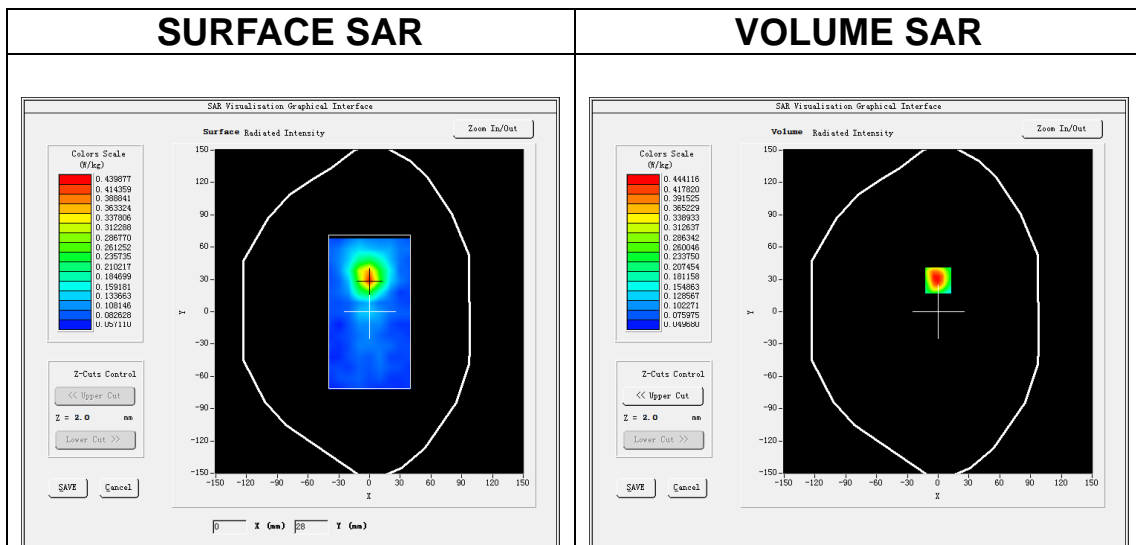 SURFACE SAR
VOLUME SAR
SAR Visualisation Graphical Interface
Surface Radiated Intensity
Zoom In/Out
Colors Scale
(W/kg)
0.439877
0.414359
0.388841
0.363324
0.337806
0.312288
0.286770
0.261252
0.235735
0.210217
0.184699
0.159181
0.133663
0.108146
0.082628
0.057110
Z-Cuts Control
<< Upper Cut
Z = 2.0 mm
Lower Cut >>
SAVE
Cancel
150
120
90
60
30
0
-30
-60
-90
-120
-150
Y
-150 -120 -90 -60 -30 0 30 60 90 120 150
X
0 X (mm) 28 Y (mm)
SAR Visualisation Graphical Interface
Volume Radiated Intensity
Zoom In/Out
Colors Scale
(W/kg)
0.444116
0.417820
0.391525
0.365229
0.338933
0.312637
0.286342
0.260046
0.233750
0.207454
0.181158
0.154863
0.128567
0.102271
0.075975
0.049680
Z-Cuts Control
<< Upper Cut
Z = 2.0 mm
Lower Cut >>
SAVE
Cancel
150
120
90
60
30
0
-30
-60
-90
-120
-150
Y
-150 -120 -90 -60 -30 0 30 60 90 120 150
X